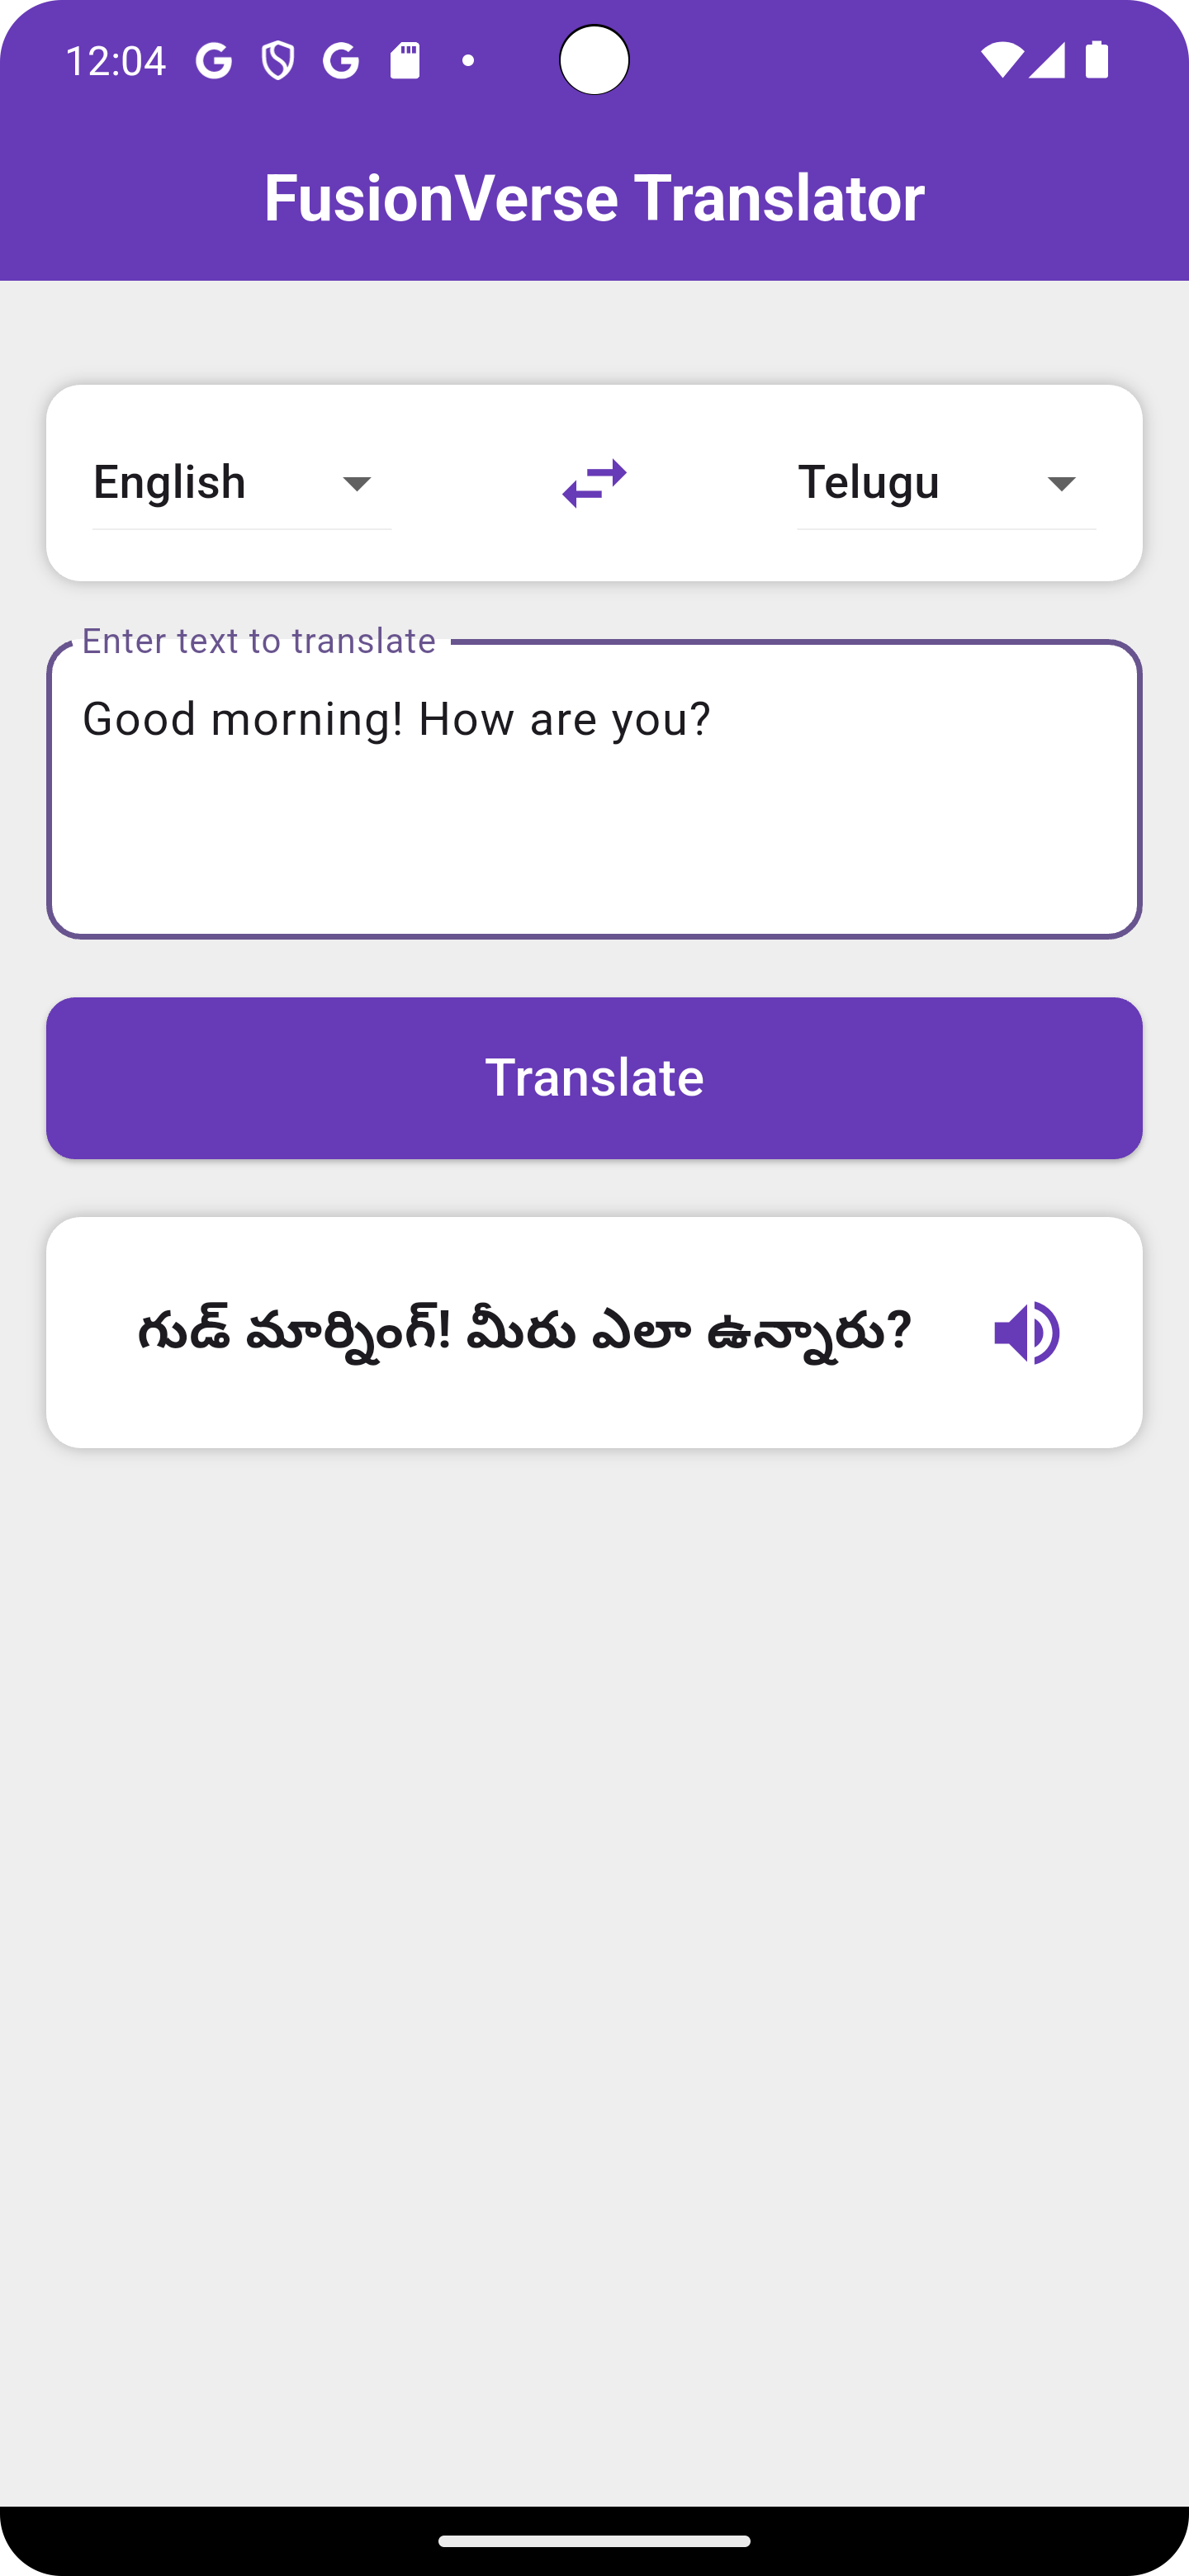 12:04
FusionVerse Translator
English Telugu
Enter text to translate
Good morning! How are you?
Translate
గుడ్ మార్నింగ్! మీరు ఎలా ఉన్నారు?